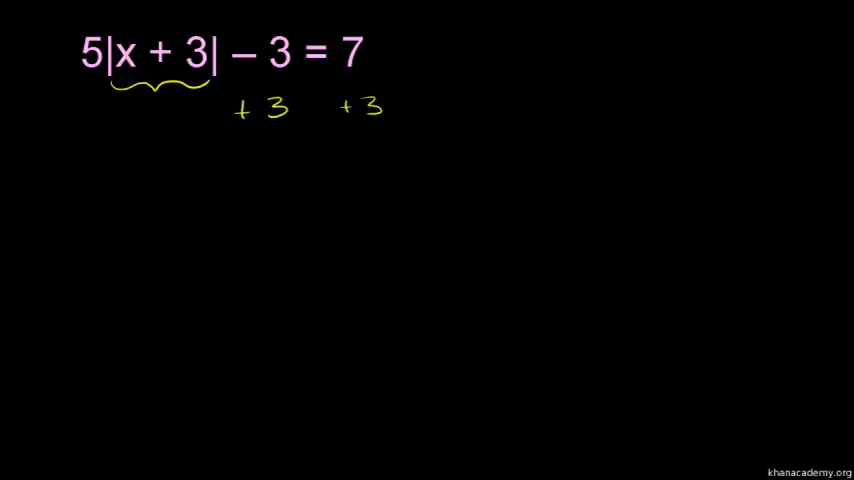 5|x + 3| – 3 = 7
+ 3 + 3
khanacademy.org